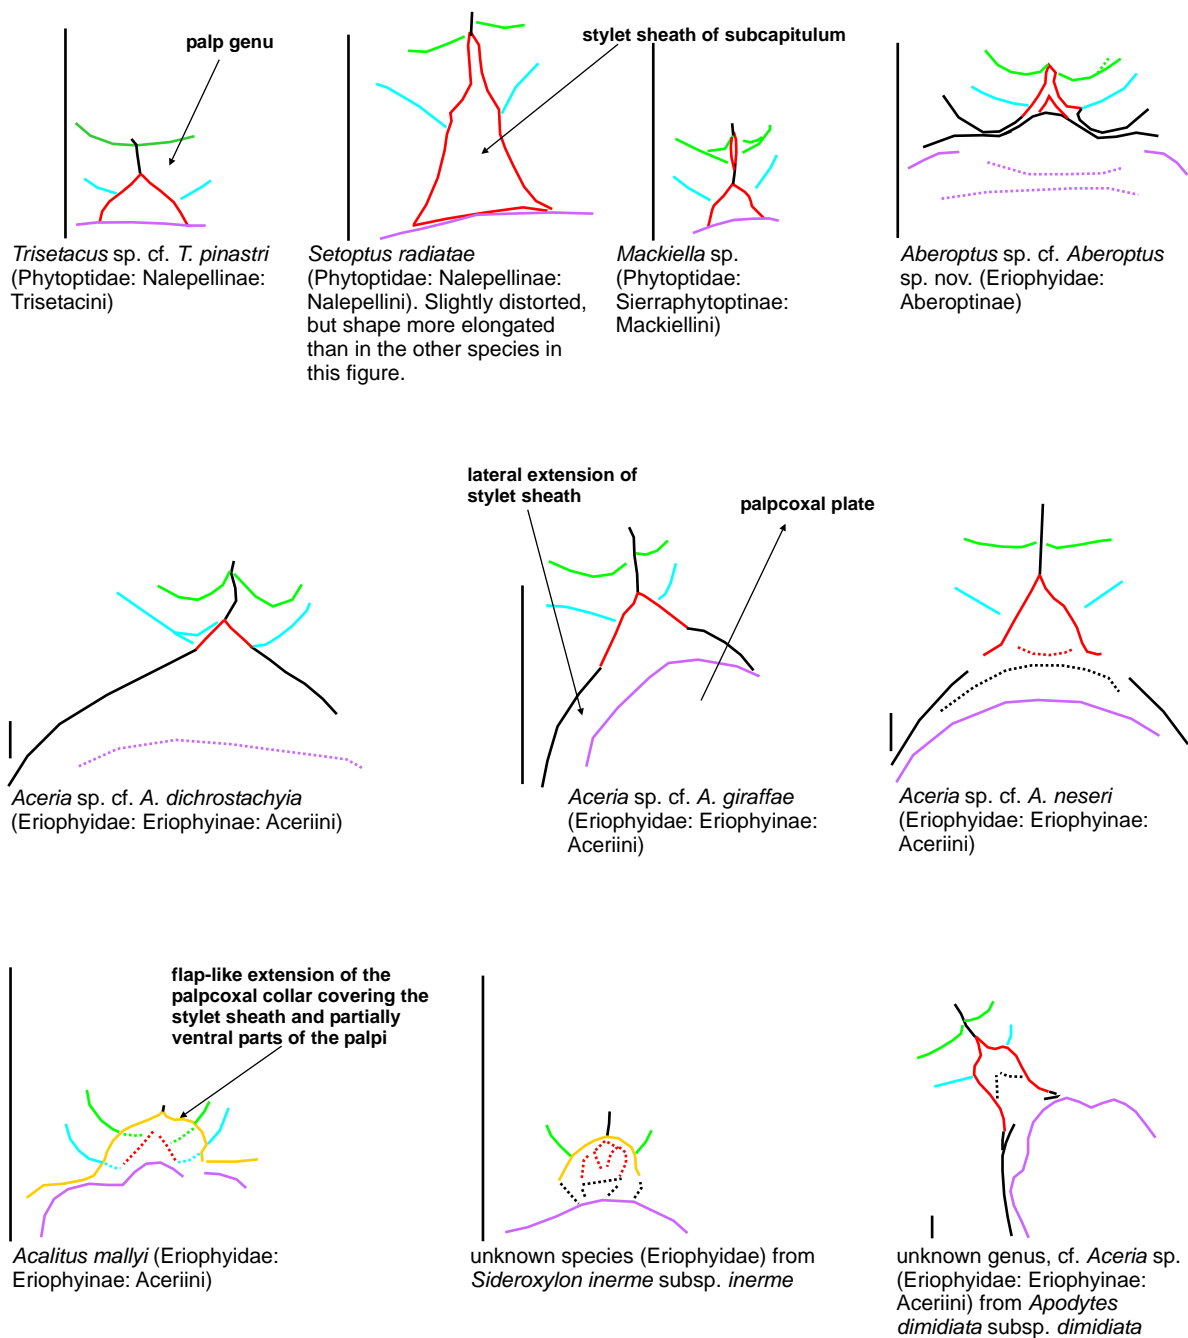 palp genu
stylet sheath of subcapitulum
Trisetacus sp. cf. T. pinastri
(Phytoptidae: Nalepellinae:
Trisetacini)
Setoptus radiatae
(Phytoptidae: Nalepellinae:
Nalepellini). Slightly distorted,
but shape more elongated
than in the other species in
this figure.
Mackiella sp.
(Phytoptidae:
Sierraphytoptinae:
Mackiellini)
Aberoptus sp. cf. Aberoptus
sp. nov. (Eriophyidae:
Aberoptinae)
lateral extension of
stylet sheath
palpcoxal plate
Aceria sp. cf. A. dichrostachyia
(Eriophyidae: Eriophyinae: Aceriini)
Aceria sp. cf. A. giraffae
(Eriophyidae: Eriophyinae:
Aceriini)
Aceria sp. cf. A. neseri
(Eriophyidae: Eriophyinae:
Aceriini)
flap-like extension of the
palpcoxal collar covering the
stylet sheath and partially
ventral parts of the palpi
Acalitus mallyi (Eriophyidae:
Eriophyinae: Aceriini)
unknown species (Eriophyidae) from
Sideroxylon inerme subsp. inerme
unknown genus, cf. Aceria sp.
(Eriophyidae: Eriophyinae:
Aceriini) from Apodytes
dimidiata subsp. dimidiata